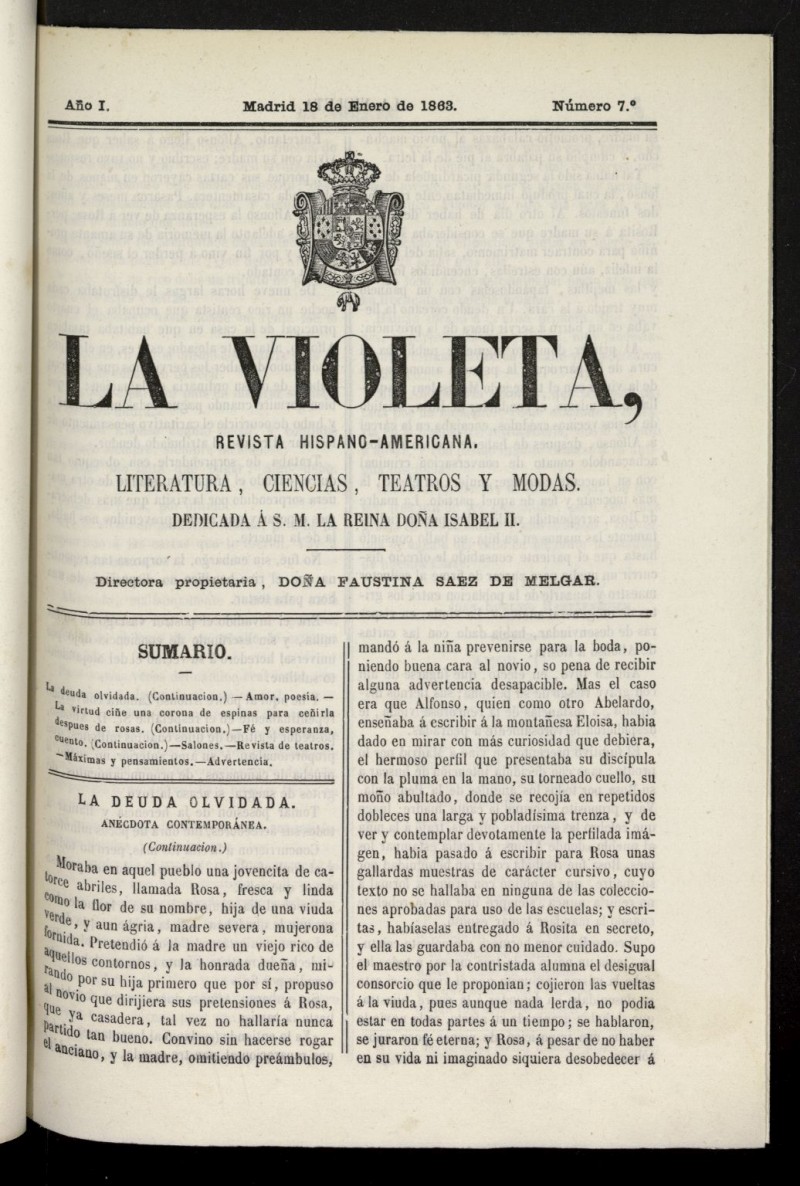 Año I.
Madrid 18 de Enero de 1863.
Número 7.º
LA VIOLETA,
REVISTA HISPANO-AMERICANA.
LITERATURA, CIENCIAS, TEATROS Y MODAS.
DEDICADA Á S. M. LA REINA DOÑA ISABEL II.
Directora propietaria, DOÑA FAUSTINA SAEZ DE MELGAR.
SUMARIO.
La deuda olvidada. (Continuacion.) — Amor, poesia. —
La virtud ciñe una corona de espinas para ceñirla
despues de rosas. (Continuacion.)—Fé y esperanza,
cuento. (Continuacion.)—Salones.—Revista de teatros.
—Máximas y pensamientos.—Advertencia.
LA DEUDA OLVIDADA.
ANÉCDOTA CONTEMPORÁNEA.
(Continuacion.)
Moraba en aquel pueblo una jovencita de ca-
torce abriles, llamada Rosa, fresca y linda
como la flor de su nombre, hija de una viuda
verde, y aun ágria, madre severa, mujerona
fornida. Pretendió á la madre un viejo rico de
aquellos contornos, y la honrada dueña, mi-
rando por su hija primero que por sí, propuso
al novio que dirijiera sus pretensiones á Rosa,
que ya casadera, tal vez no hallaría nunca
partido tan bueno. Convino sin hacerse rogar
el anciano, y la madre, omitiendo preámbulos,
mandó á la niña prevenirse para la boda, po-
niendo buena cara al novio, so pena de recibir
alguna advertencia desapacible. Mas el caso
era que Alfonso, quien como otro Abelardo,
enseñaba á escribir á la montañesa Eloisa, habia
dado en mirar con más curiosidad que debiera,
el hermoso perfil que presentaba su discípula
con la pluma en la mano, su torneado cuello, su
moño abultado, donde se recojía en repetidos
dobleces una larga y pobladísima trenza, y de
ver y contemplar devotamente la perfilada imá-
gen, habia pasado á escribir para Rosa unas
gallardas muestras de carácter cursivo, cuyo
texto no se hallaba en ninguna de las coleccio-
nes aprobadas para uso de las escuelas; y escri-
tas, habíaselas entregado á Rosita en secreto,
y ella las guardaba con no menor cuidado. Supo
el maestro por la contristada alumna el desigual
consorcio que le proponian; cojieron las vueltas
á la viuda, pues aunque nada lerda, no podia
estar en todas partes á un tiempo; se hablaron,
se juraron fé eterna; y Rosa, á pesar de no haber
en su vida ni imaginado siquiera desobedecer á